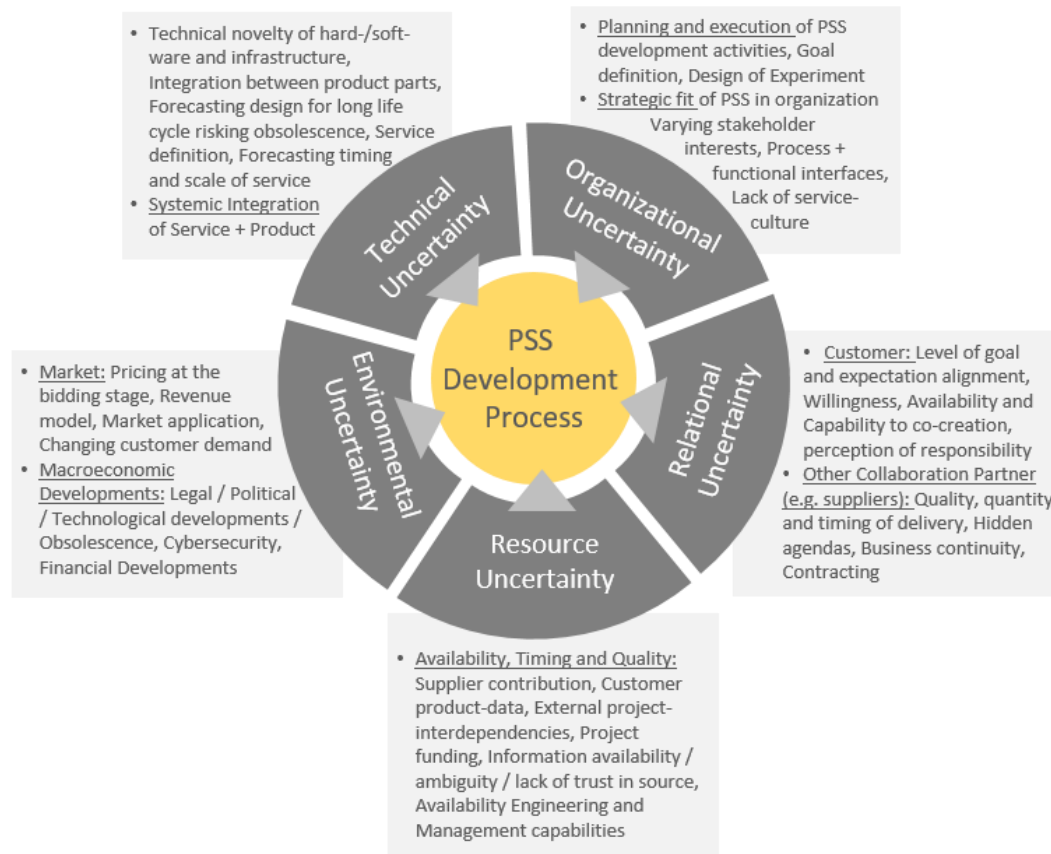 • Technical novelty of hard-/soft-
ware and infrastructure,
Integration between product parts,
Forecasting design for long life
cycle risking obsolescence, Service
definition, Forecasting timing
and scale of service
• Systemic Integration
of Service + Product
• Planning and execution of PSS
development activities, Goal
definition, Design of Experiment
• Strategic fit of PSS in organization
Varying stakeholder
interests, Process +
functional interfaces,
Lack of service-
culture
Technical
Uncertainty
Organizational
Uncertainty
PSS
Development
Process
Environmental
Uncertainty
Relational
Uncertainty
Resource
Uncertainty
• Market: Pricing at the
bidding stage, Revenue
model, Market application,
Changing customer demand
• Macroeconomic
Developments: Legal / Political
/ Technological developments /
Obsolescence, Cybersecurity,
Financial Developments
• Customer: Level of goal
and expectation alignment,
Willingness, Availability and
Capability to co-creation,
perception of responsibility
• Other Collaboration Partner
(e.g. suppliers): Quality, quantity
and timing of delivery, Hidden
agendas, Business continuity,
Contracting
• Availability, Timing and Quality:
Supplier contribution, Customer
product-data, External project-
interdependencies, Project
funding, Information availability /
ambiguity / lack of trust in source,
Availability Engineering and
Management capabilities